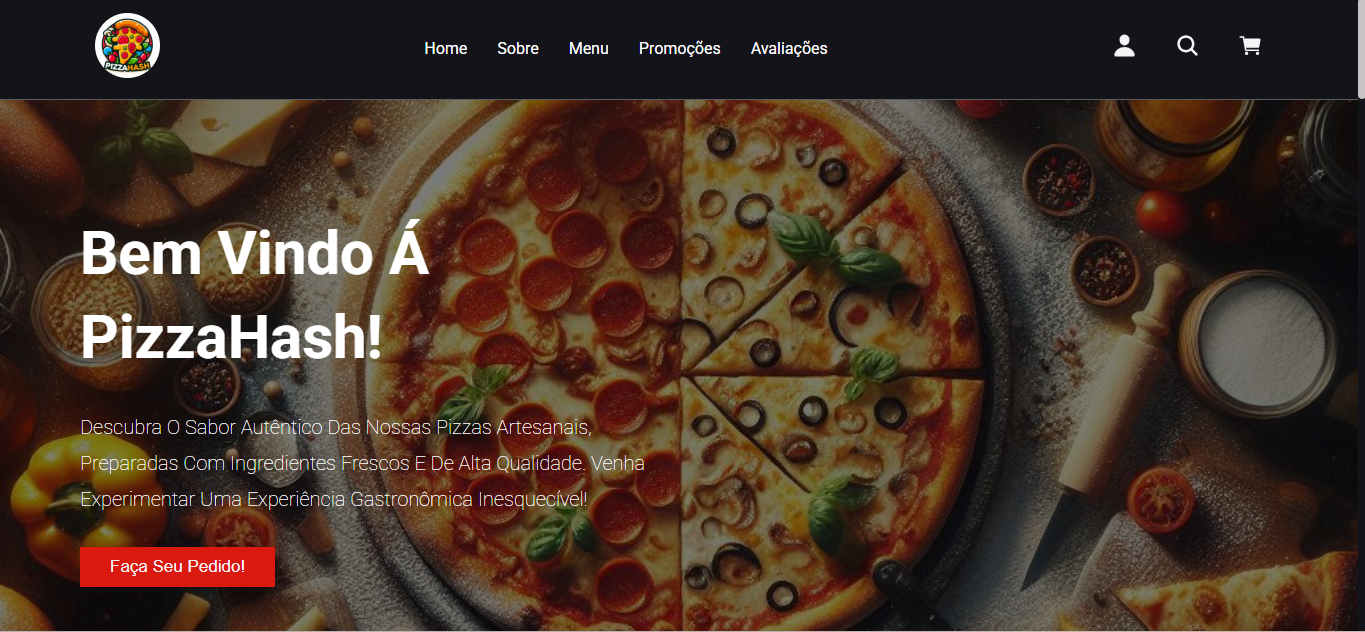 PIZZAHASH
Home Sobre Menu Promoções Avaliações
Bem Vindo Á
PizzaHash!
Descubra O Sabor Autêntico Das Nossas Pizzas Artesanais,
Preparadas Com Ingredientes Frescos E De Alta Qualidade. Venha
Experimentar Uma Experiência Gastronômica Inesquecível!
Faça Seu Pedido!